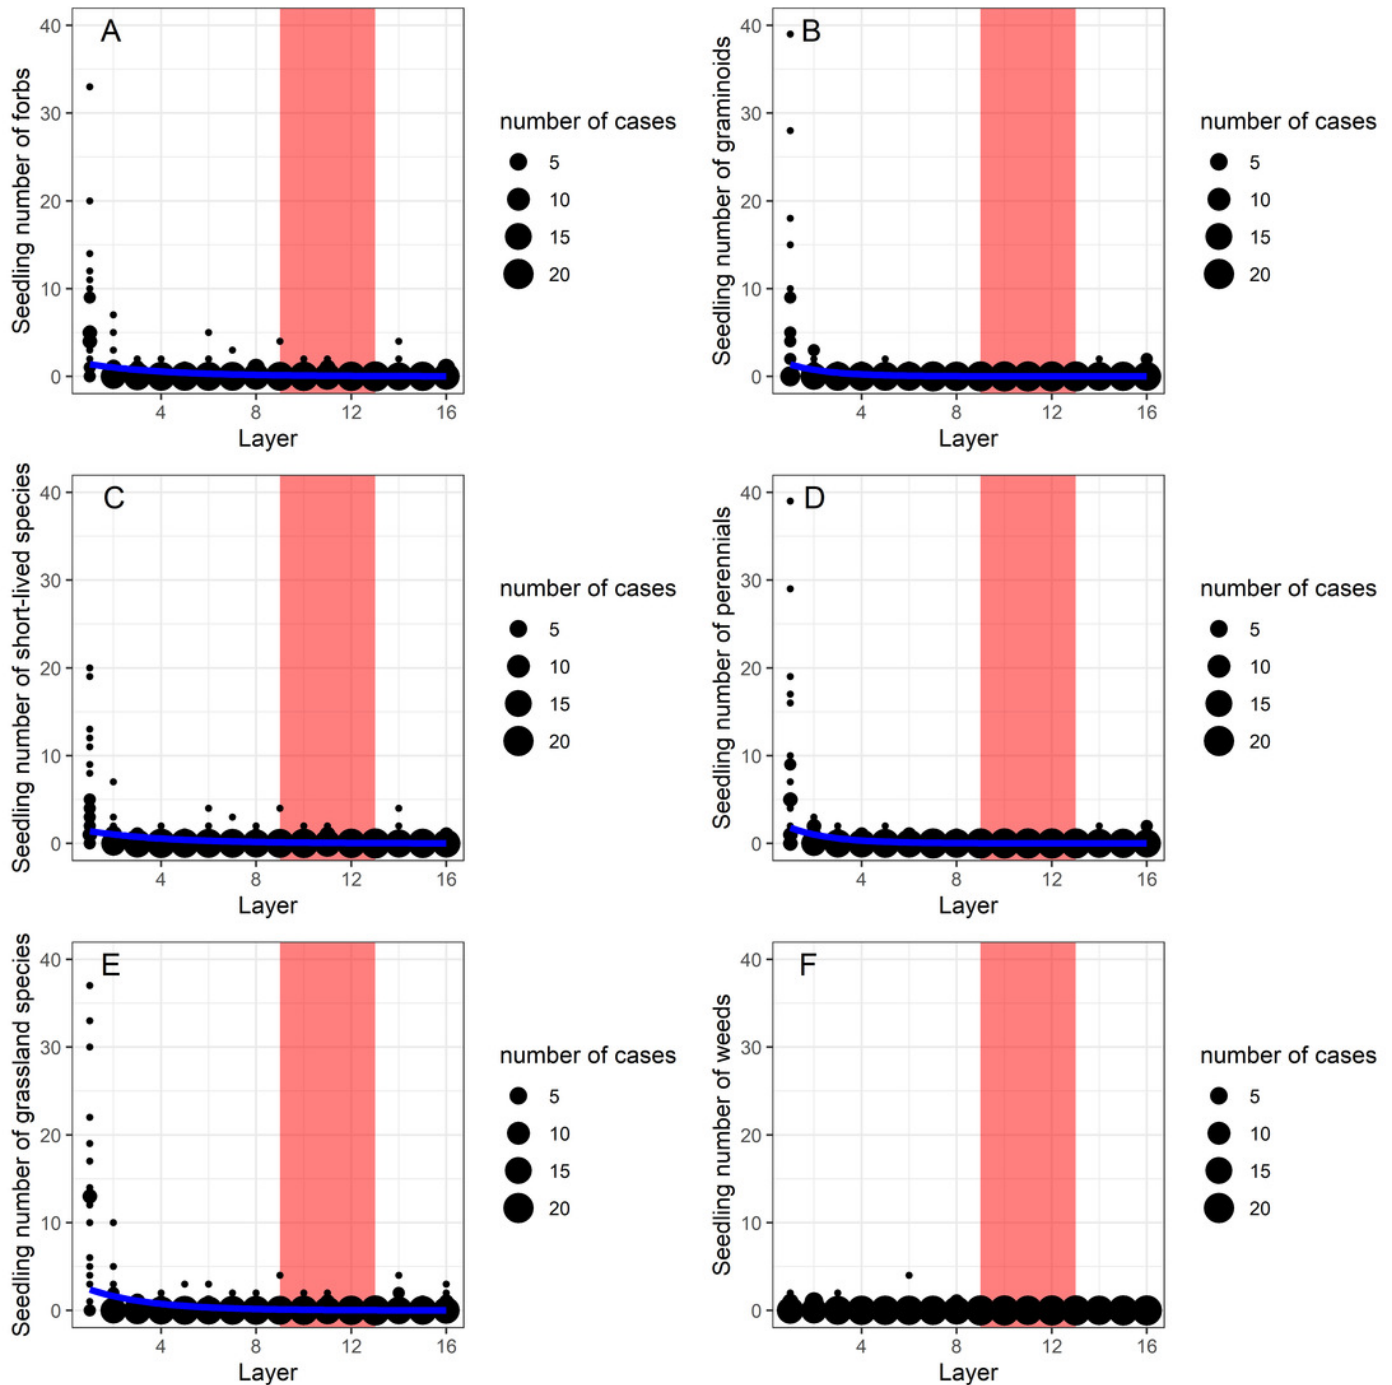 A
Seedling number of forbs
40
30
20
10
0
4 8 12 16
Layer
number of cases
5
10
15
20
B
Seedling number of graminoids
40
30
20
10
0
4 8 12 16
Layer
number of cases
5
10
15
20
C
Seedling number of short-lived species
40
30
20
10
0
4 8 12 16
Layer
number of cases
5
10
15
20
D
Seedling number of perennials
40
30
20
10
0
4 8 12 16
Layer
number of cases
5
10
15
20
E
Seedling number of grassland species
40
30
20
10
0
4 8 12 16
Layer
number of cases
5
10
15
20
F
Seedling number of weeds
40
30
20
10
0
4 8 12 16
Layer
number of cases
5
10
15
20